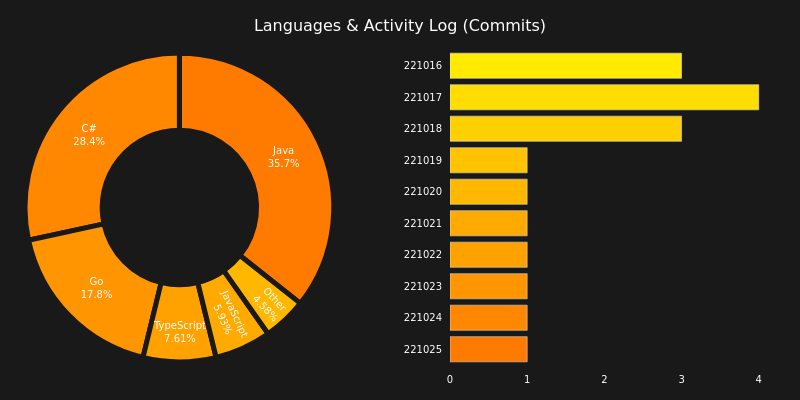 Languages & Activity Log (Commits)
C#
28.4%
Java
35.7%
Go
17.8%
TypeScript
7.61%
JavaScript
5.93%
Other
4.58%
221016
221017
221018
221019
221020
221021
221022
221023
221024
221025
0 1 2 3 4